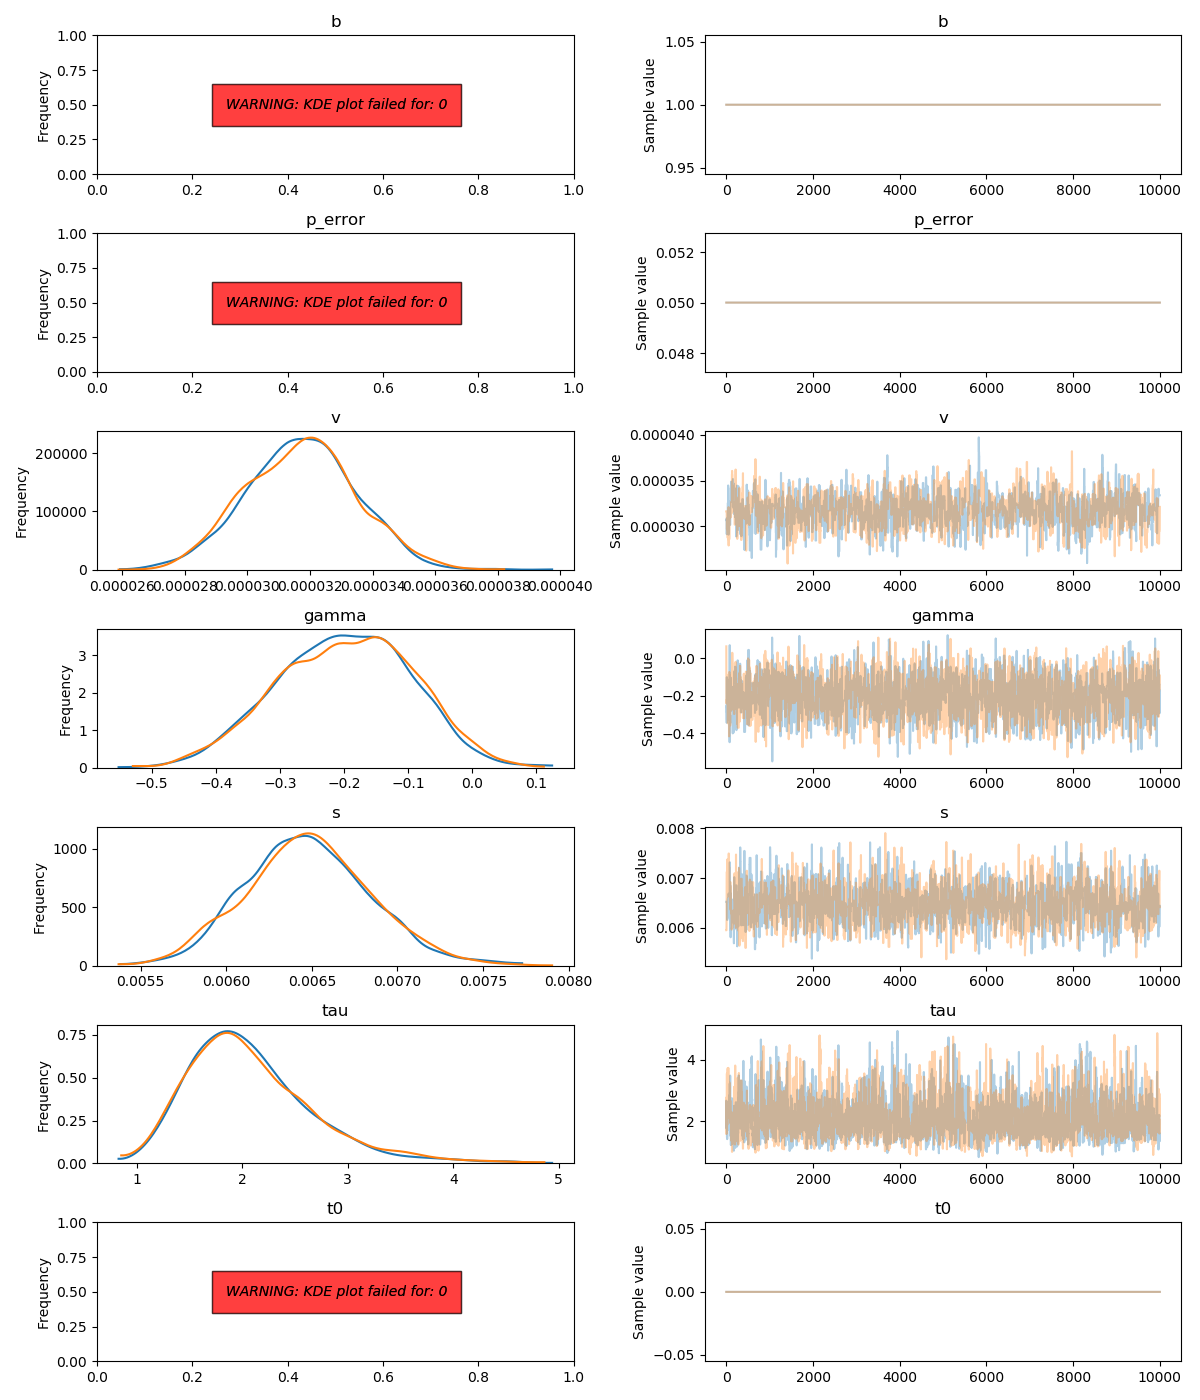 b
b
Frequency
1.00
0.75
0.50
0.25
0.00
WARNING: KDE plot failed for: 0
0.0 0.2 0.4 0.6 0.8 1.0
Sample value
1.05
1.00
0.95
0 2000 4000 6000 8000 10000
p_error
p_error
Frequency
1.00
0.75
0.50
0.25
0.00
WARNING: KDE plot failed for: 0
0.0 0.2 0.4 0.6 0.8 1.0
Sample value
0.052
0.050
0.048
0 2000 4000 6000 8000 10000
v
v
Frequency
200000
100000
0
0.000026 0.000028 0.000030 0.000032 0.000034 0.000036 0.000038 0.000040
Sample value
0.000040
0.000035
0.000030
0 2000 4000 6000 8000 10000
gamma
gamma
Frequency
3
2
1
0
−0.5 −0.4 −0.3 −0.2 −0.1 0.0 0.1
Sample value
0.0
−0.2
−0.4
0 2000 4000 6000 8000 10000
s
s
Frequency
1000
500
0
0.0055 0.0060 0.0065 0.0070 0.0075 0.0080
Sample value
0.008
0.007
0.006
0 2000 4000 6000 8000 10000
tau
tau
Frequency
0.75
0.50
0.25
0.00
1 2 3 4 5
Sample value
4
2
0 2000 4000 6000 8000 10000
t0
t0
Frequency
1.00
0.75
0.50
0.25
0.00
WARNING: KDE plot failed for: 0
0.0 0.2 0.4 0.6 0.8 1.0
Sample value
0.05
0.00
−0.05
0 2000 4000 6000 8000 10000